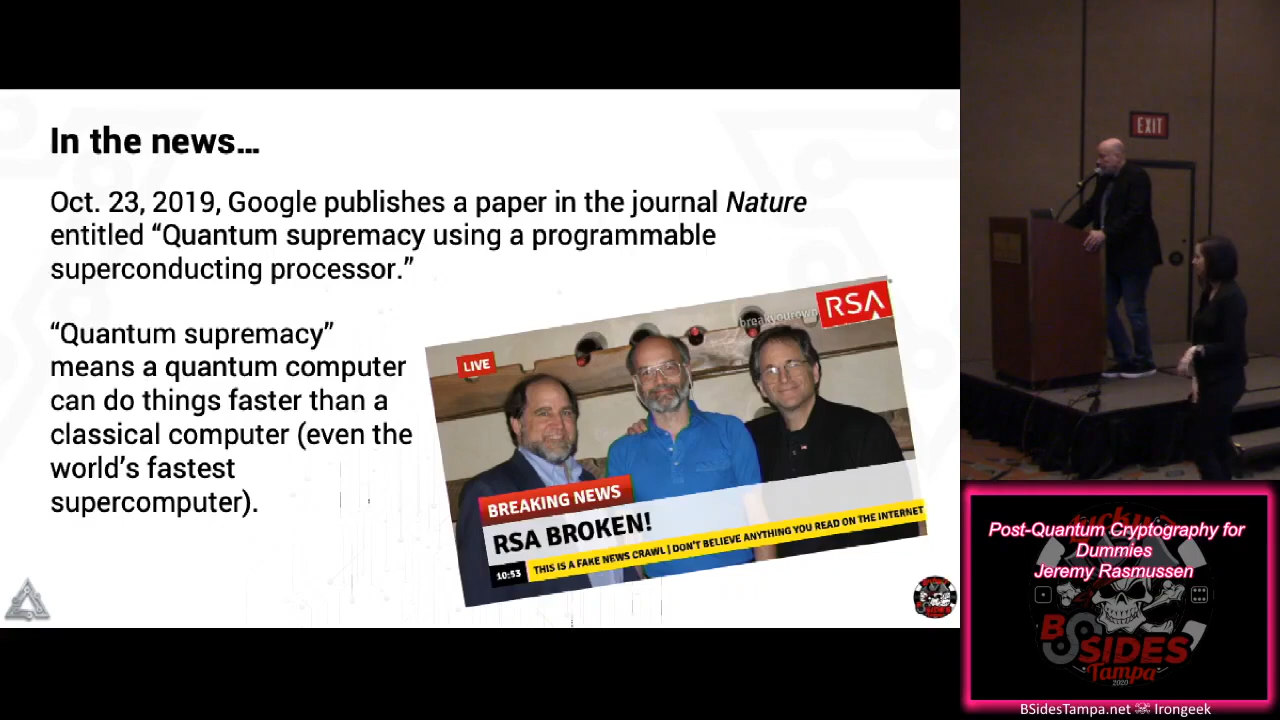 In the news...
Oct. 23, 2019, Google publishes a paper in the journal Nature
entitled “Quantum supremacy using a programmable
superconducting processor.”
“Quantum supremacy”
means a quantum computer
can do things faster than a
classical computer (even the
world’s fastest
supercomputer).
breakyourown
RSA
LIVE
BREAKING NEWS
RSA BROKEN!
10:53 THIS IS A FAKE NEWS CRAWL | DON'T BELIEVE ANYTHING YOU READ ON THE INTERNET
EXIT
Post-Quantum Cryptography for
Dummies
Jeremy Rasmussen
B SIDES
Tampa
2020
BSidesTampa.net Irongeek